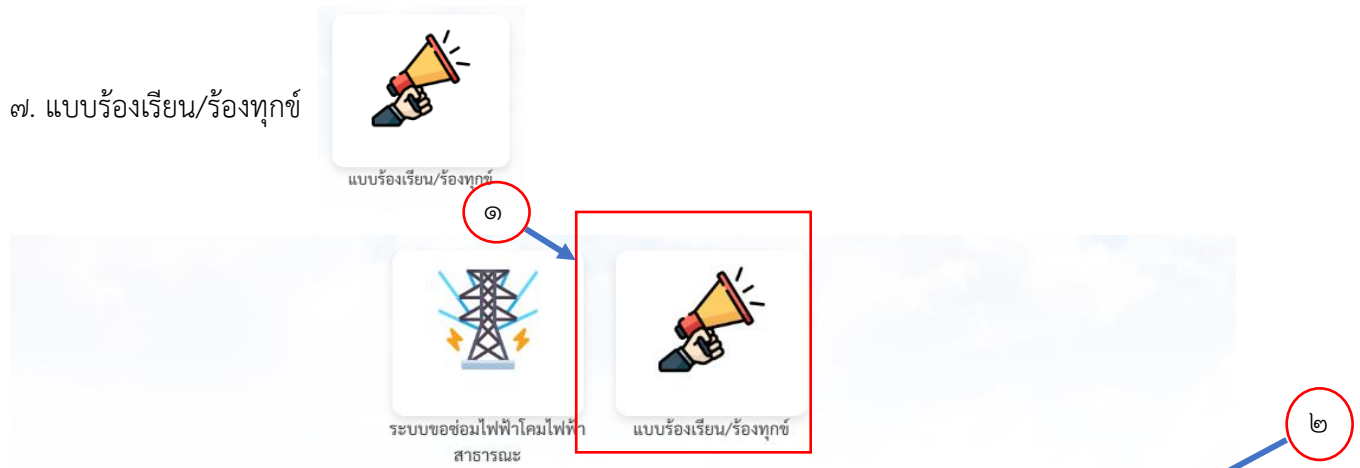 ๗. แบบร้องเรียน/ร้องทุกข์
แบบร้องเรียน/ร้องทุกข์
๑
ระบบขอซ่อมไฟฟ้าโคมไฟฟ้า
สาธารณะ
แบบร้องเรียน/ร้องทุกข์
๒